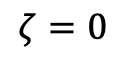 ζ = 0